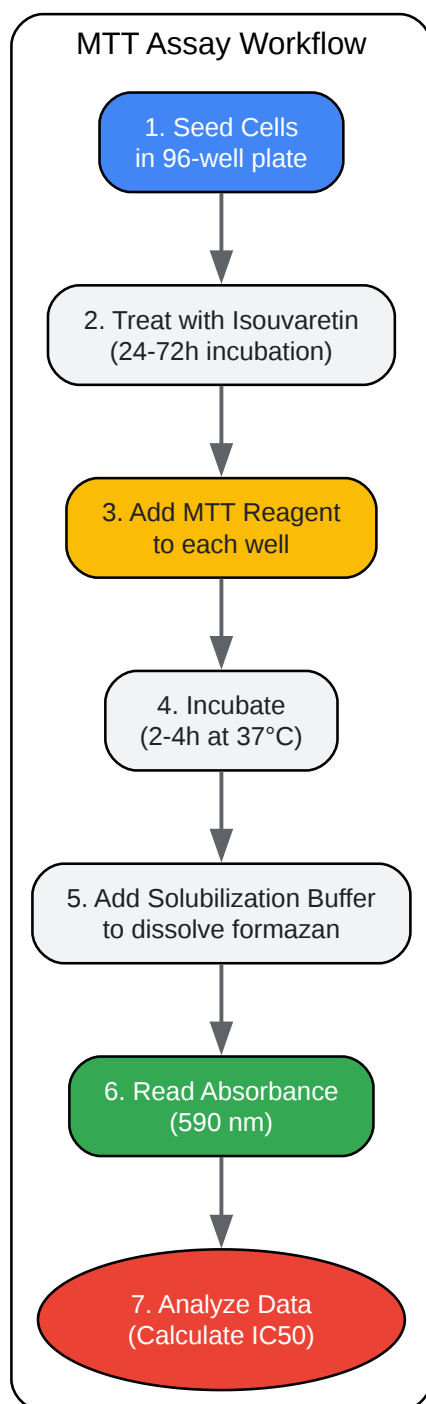 MTT Assay Workflow
1. Seed Cells
in 96-well plate
2. Treat with Isouvaretin
(24-72h incubation)
3. Add MTT Reagent
to each well
4. Incubate
(2-4h at 37°C)
5. Add Solubilization Buffer
to dissolve formazan
6. Read Absorbance
(590 nm)
7. Analyze Data
(Calculate IC50)